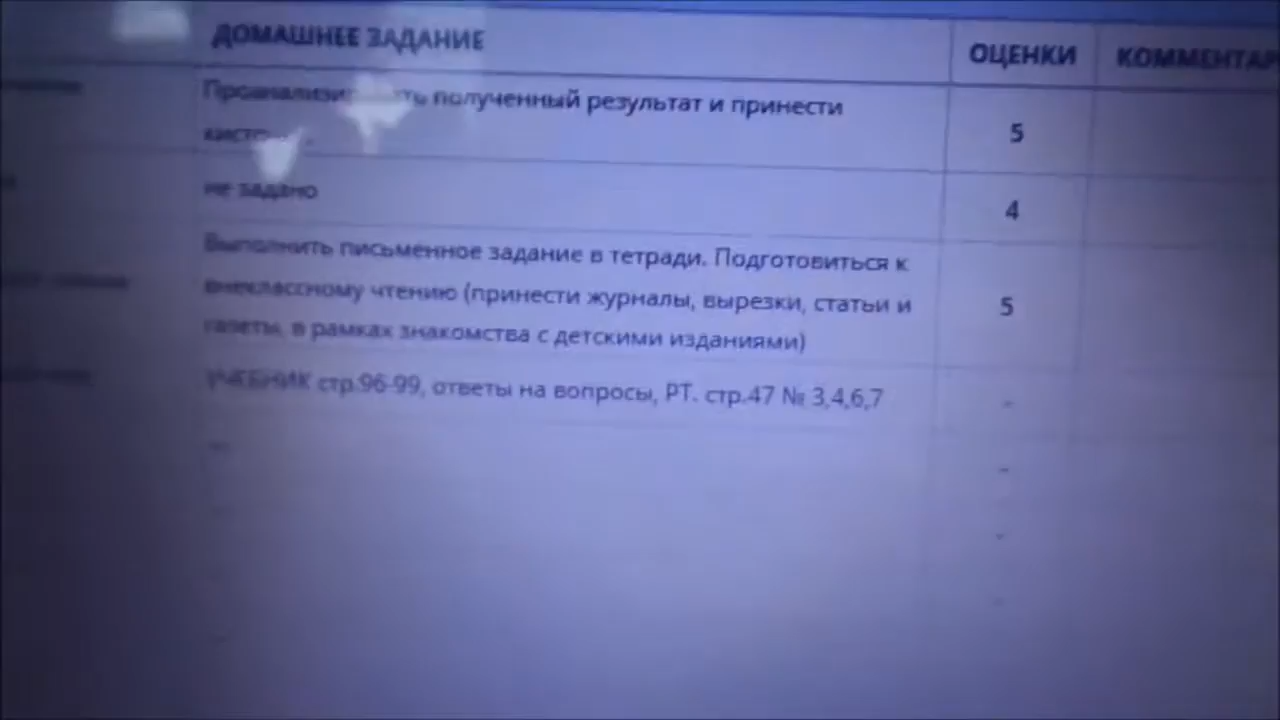 ДОМАШНЕЕ ЗАДАНИЕ ОЦЕНКИ
полученный результат и принести
5
не задано 4
Выполнить письменное задание в тетради. Подготовиться к
внеклассному чтению (принести журналы, вырезки, статьи и 5
газеты, в рамках знакомства с детскими изданиями)
УЧЕБНИК стр.96-99, ответы на вопросы, РТ. стр.47 № 3,4,6,7 -
-
-
-